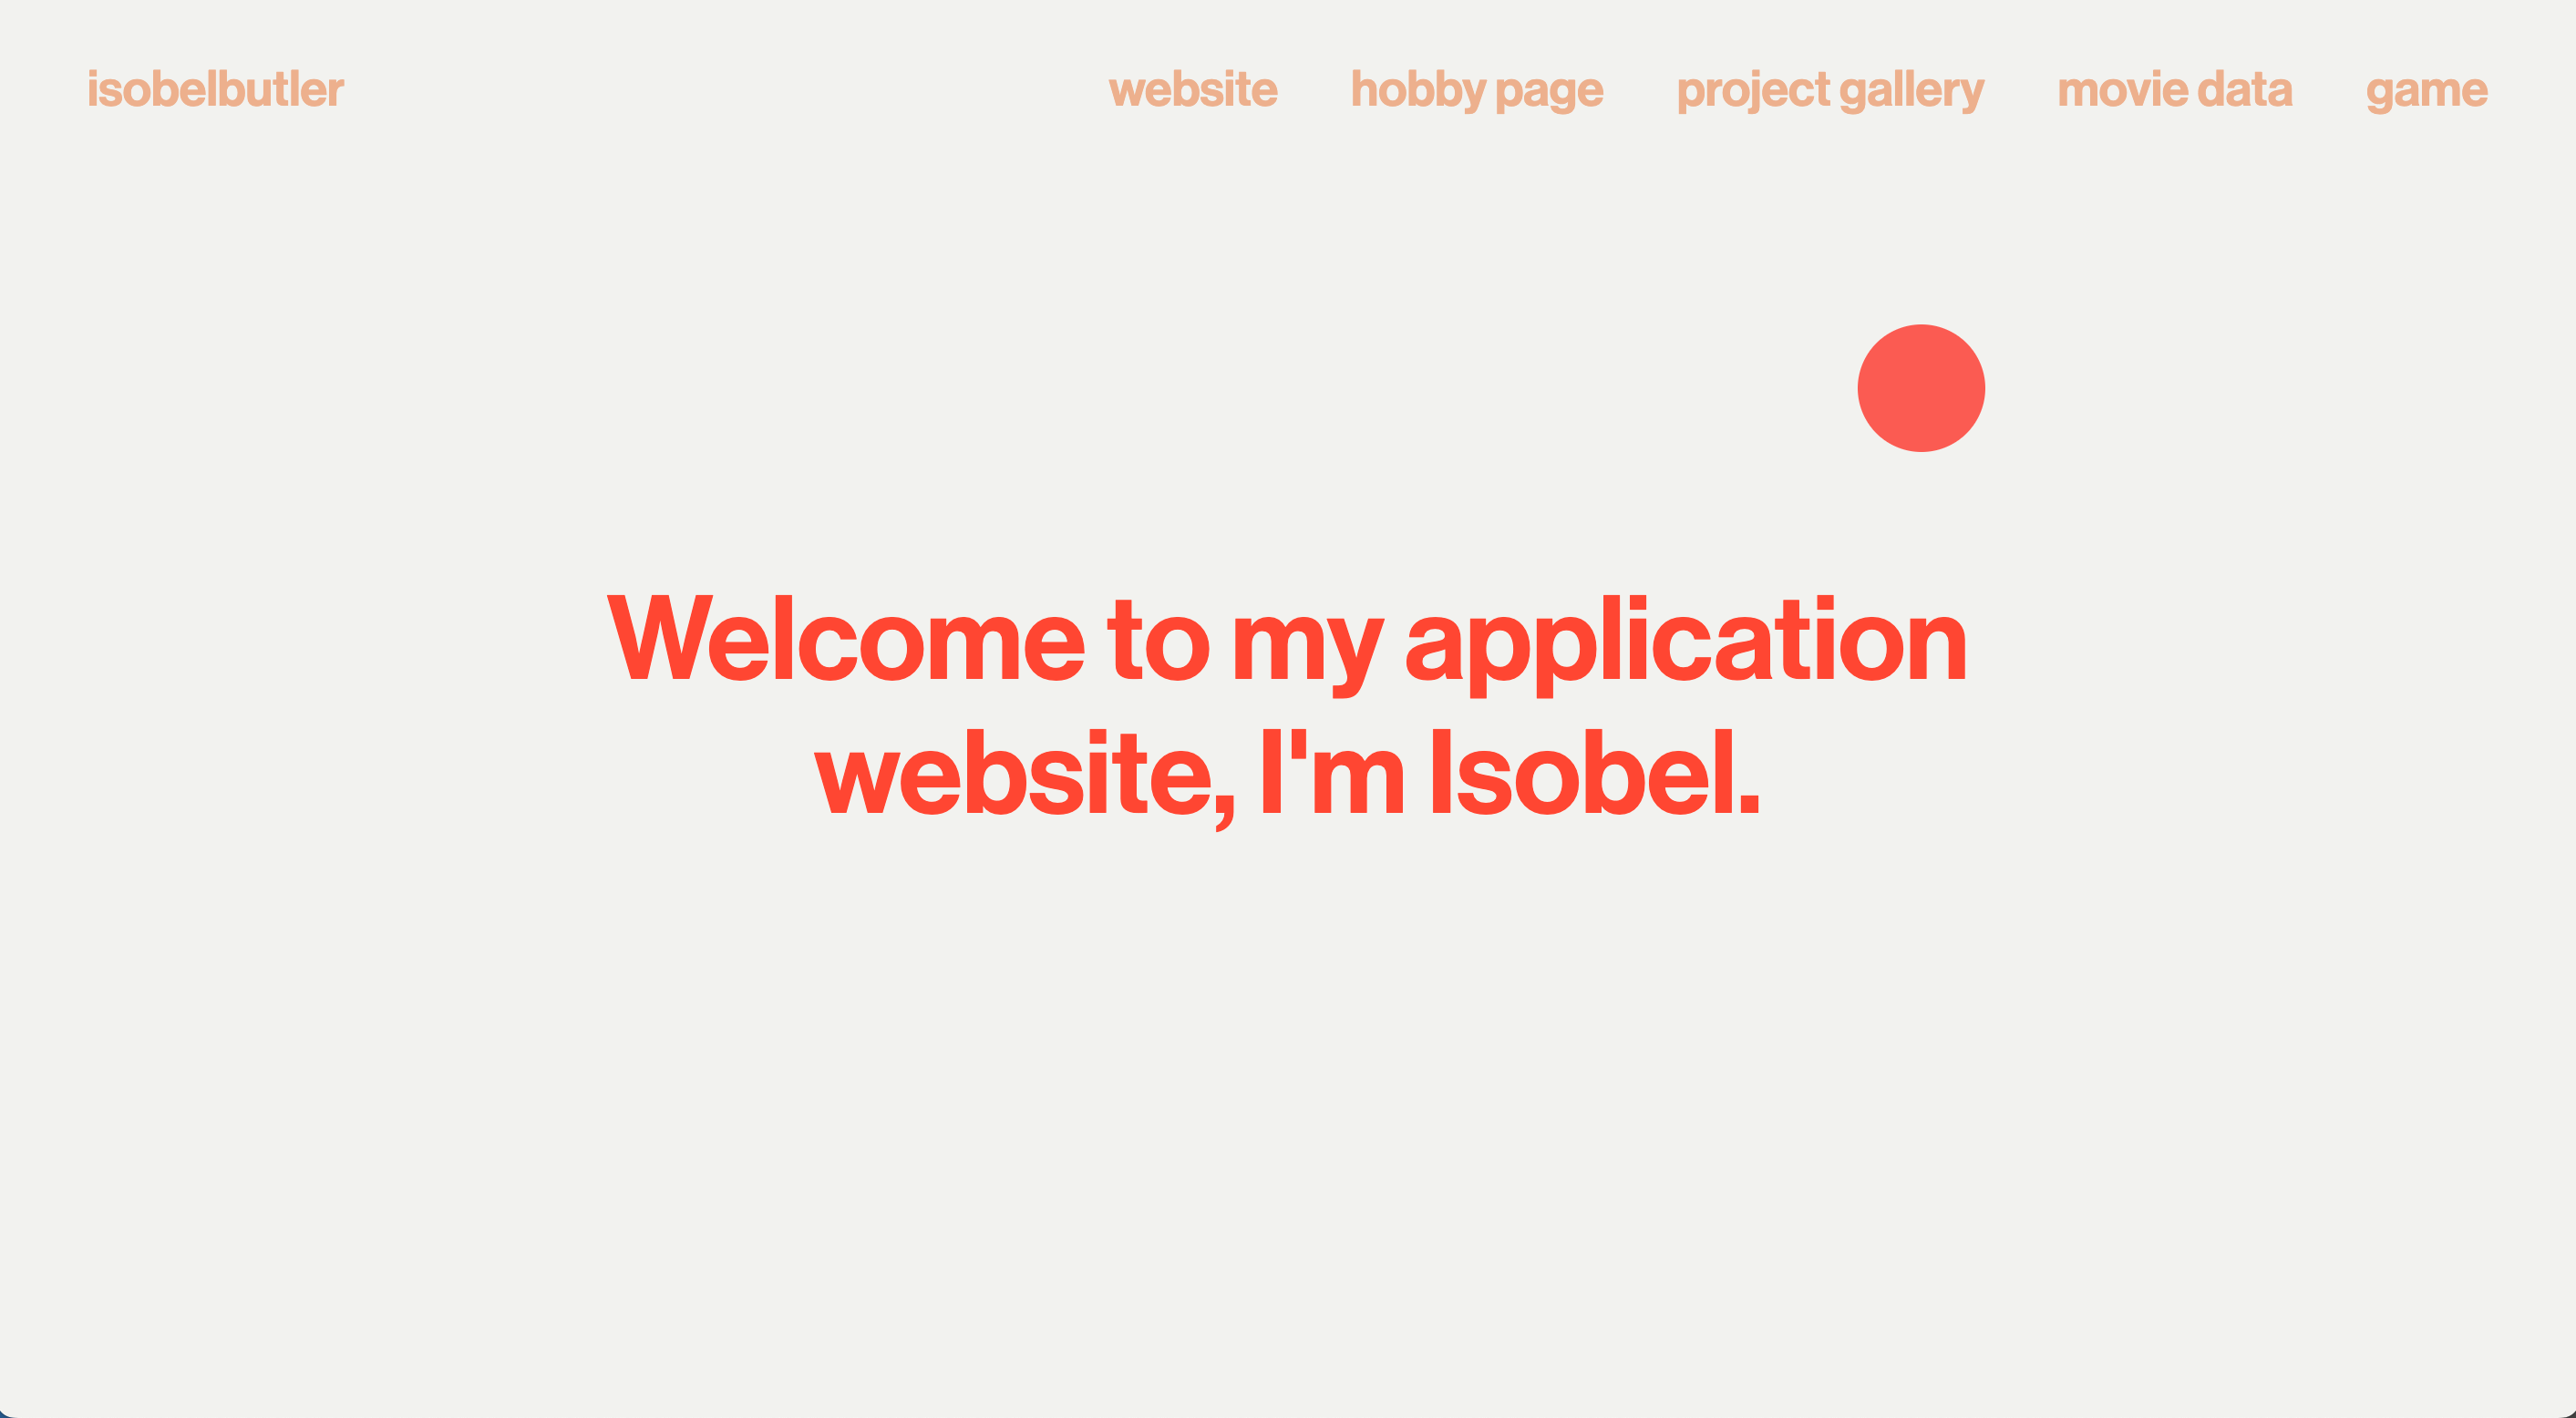 isobelbutler
website hobby page project gallery movie data game
Welcome to my application
website, I'm Isobel.